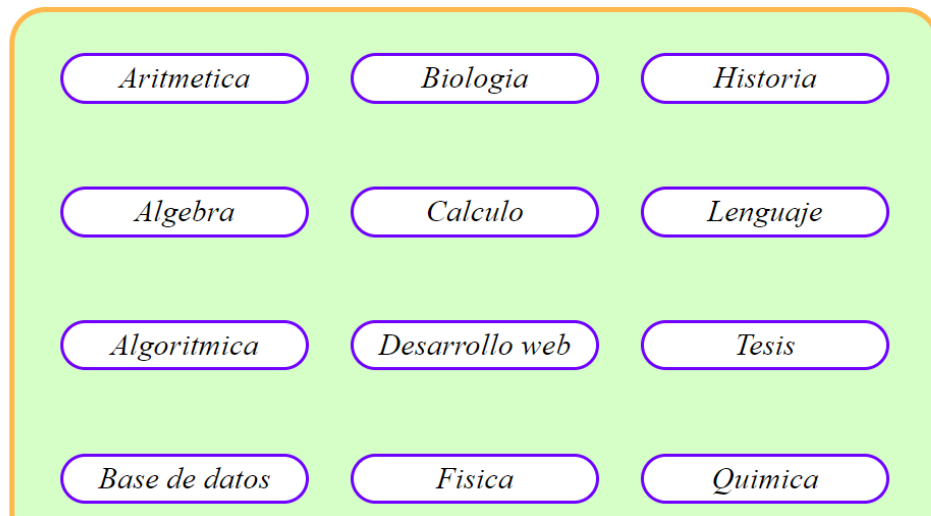 Aritmetica
Biologia
Historia
Algebra
Calculo
Lenguaje
Algoritmica
Desarrollo web
Tesis
Base de datos
Fisica
Quimica